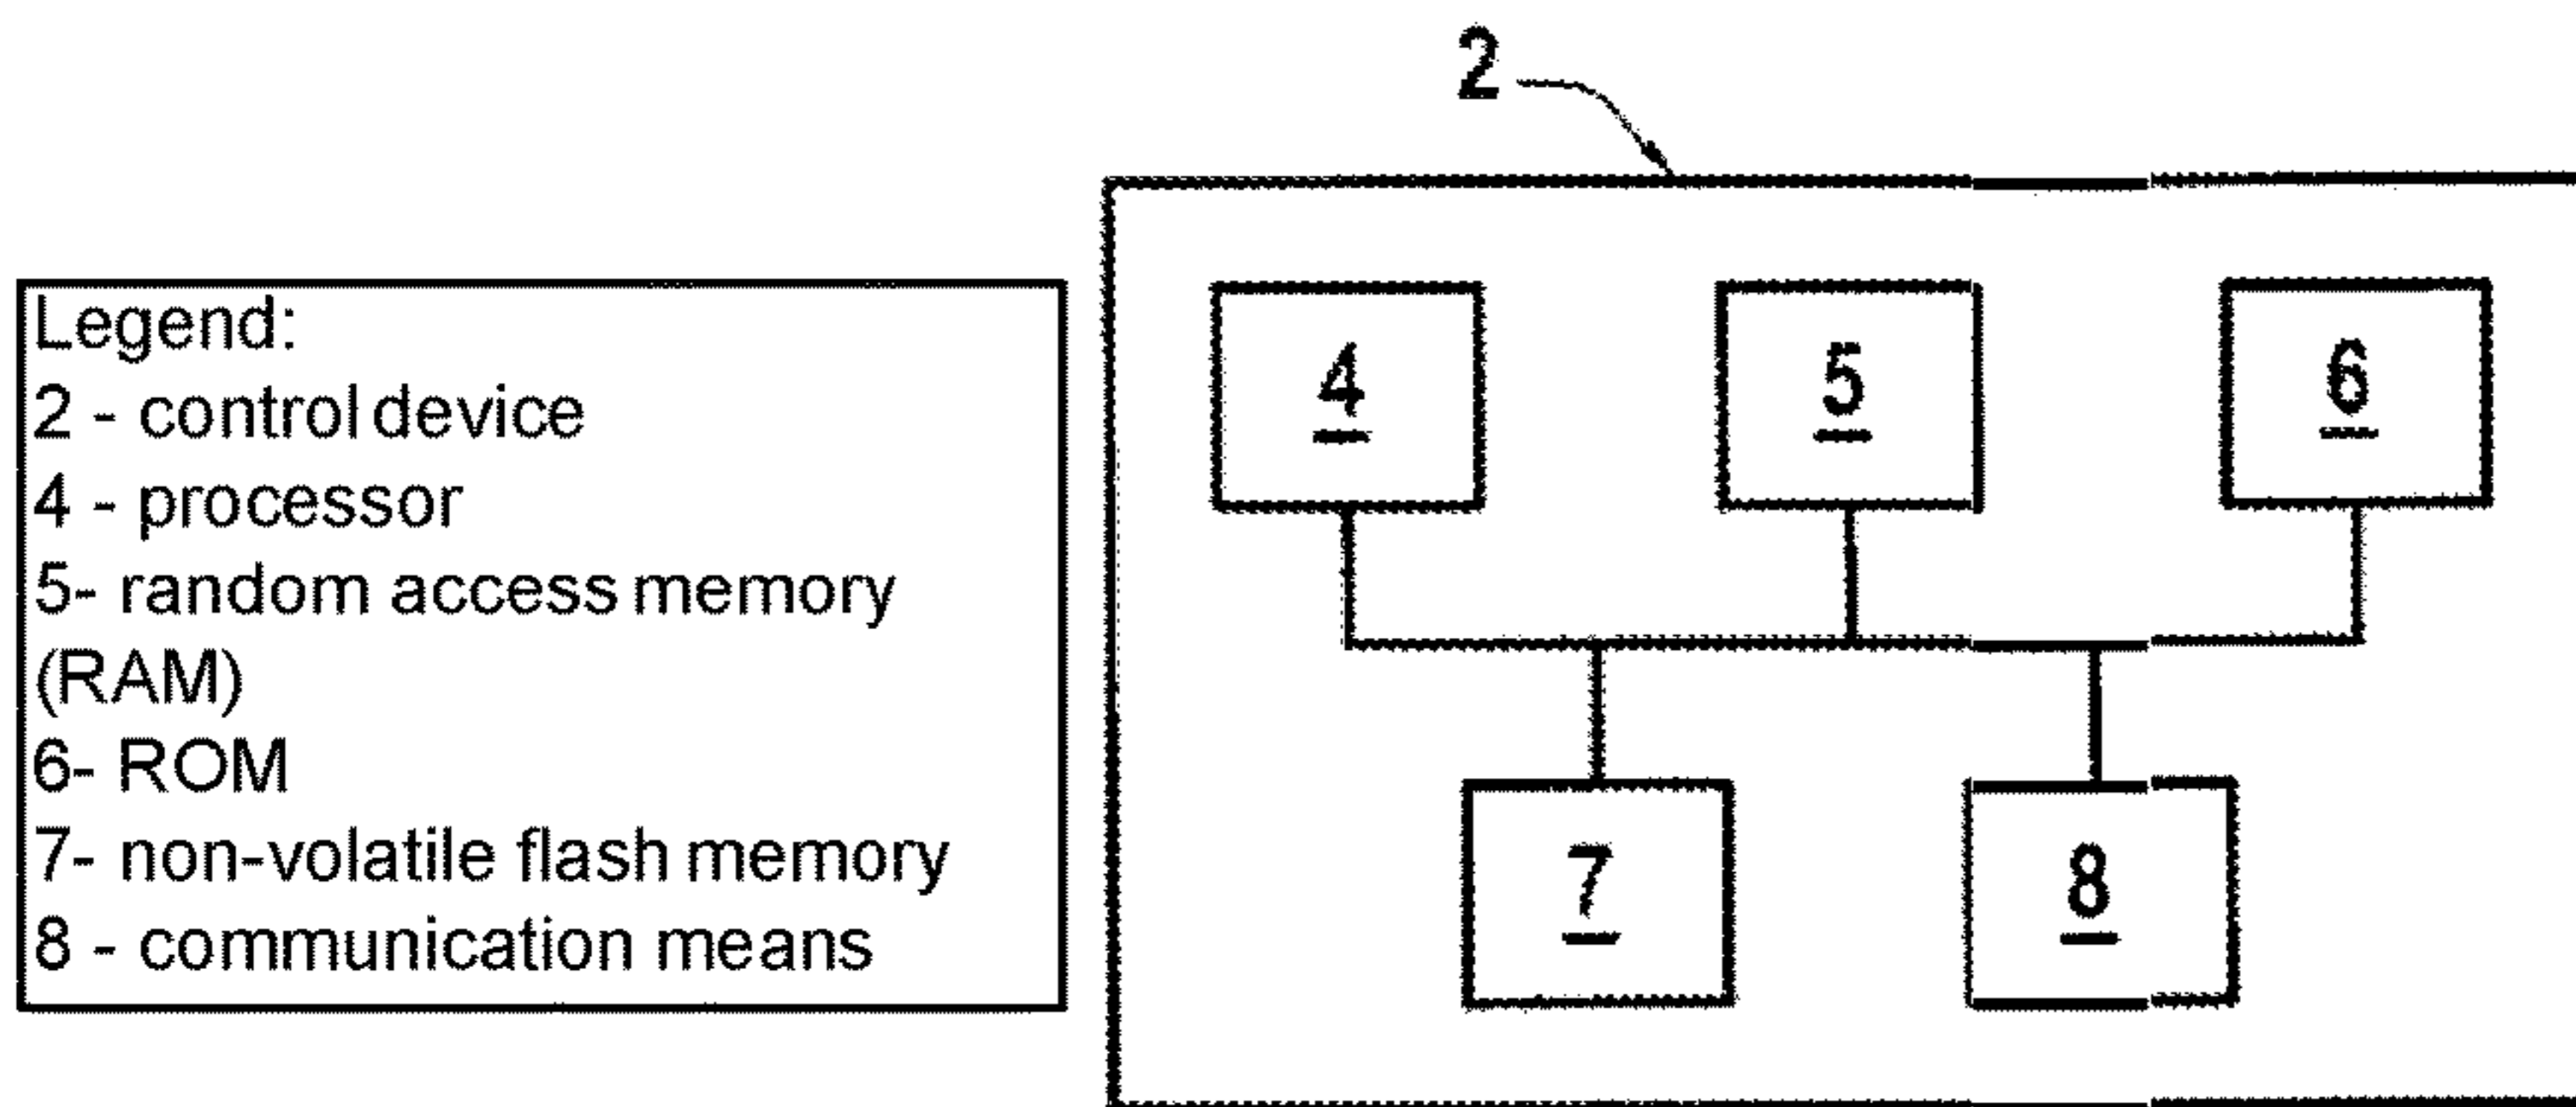 2
Legend:
2 - control device
4 - processor
5- random access memory
(RAM)
6- ROM
7- non-volatile flash memory
8 - communication means
4
5
6
7
8